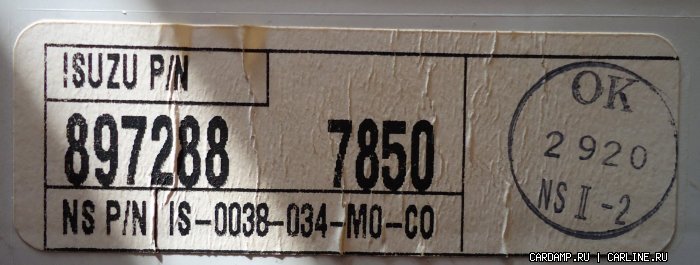 ISUZU P/N
897288 7850
NS P/N IS-0038-034-MO-CO
OK
2920
NS II-2
CARDAMP.RU | CARLINE.RU